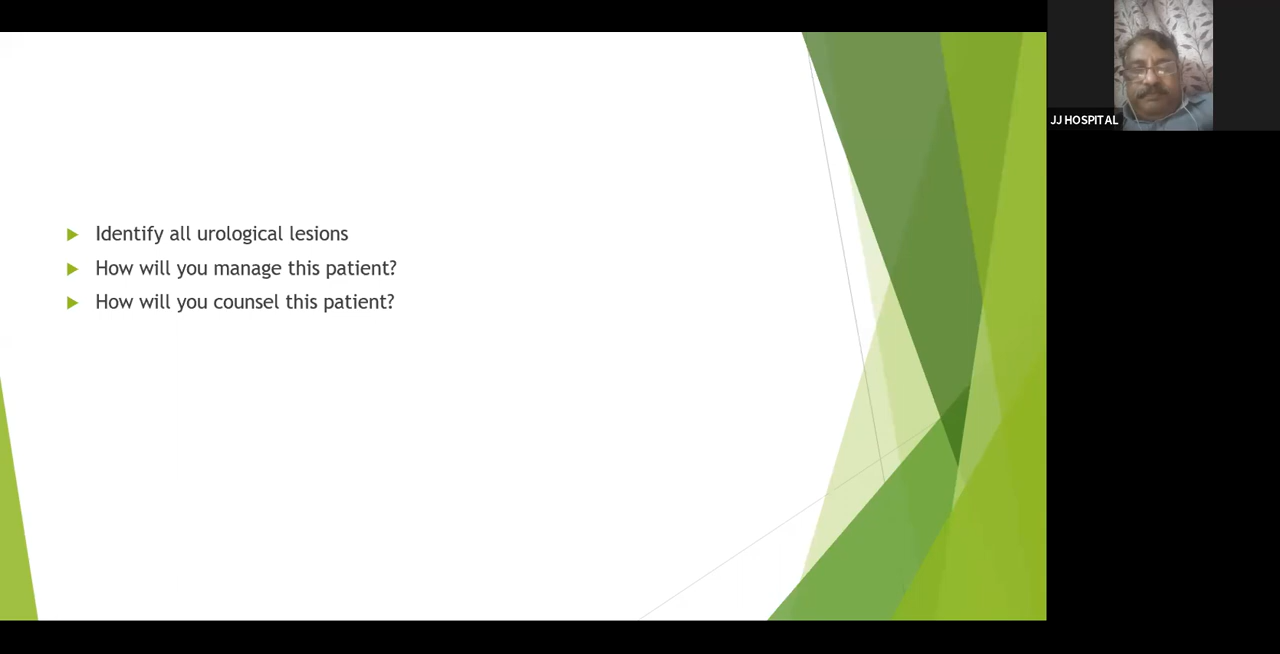 Identify all urological lesions
How will you manage this patient?
How will you counsel this patient?
JJ HOSPITAL